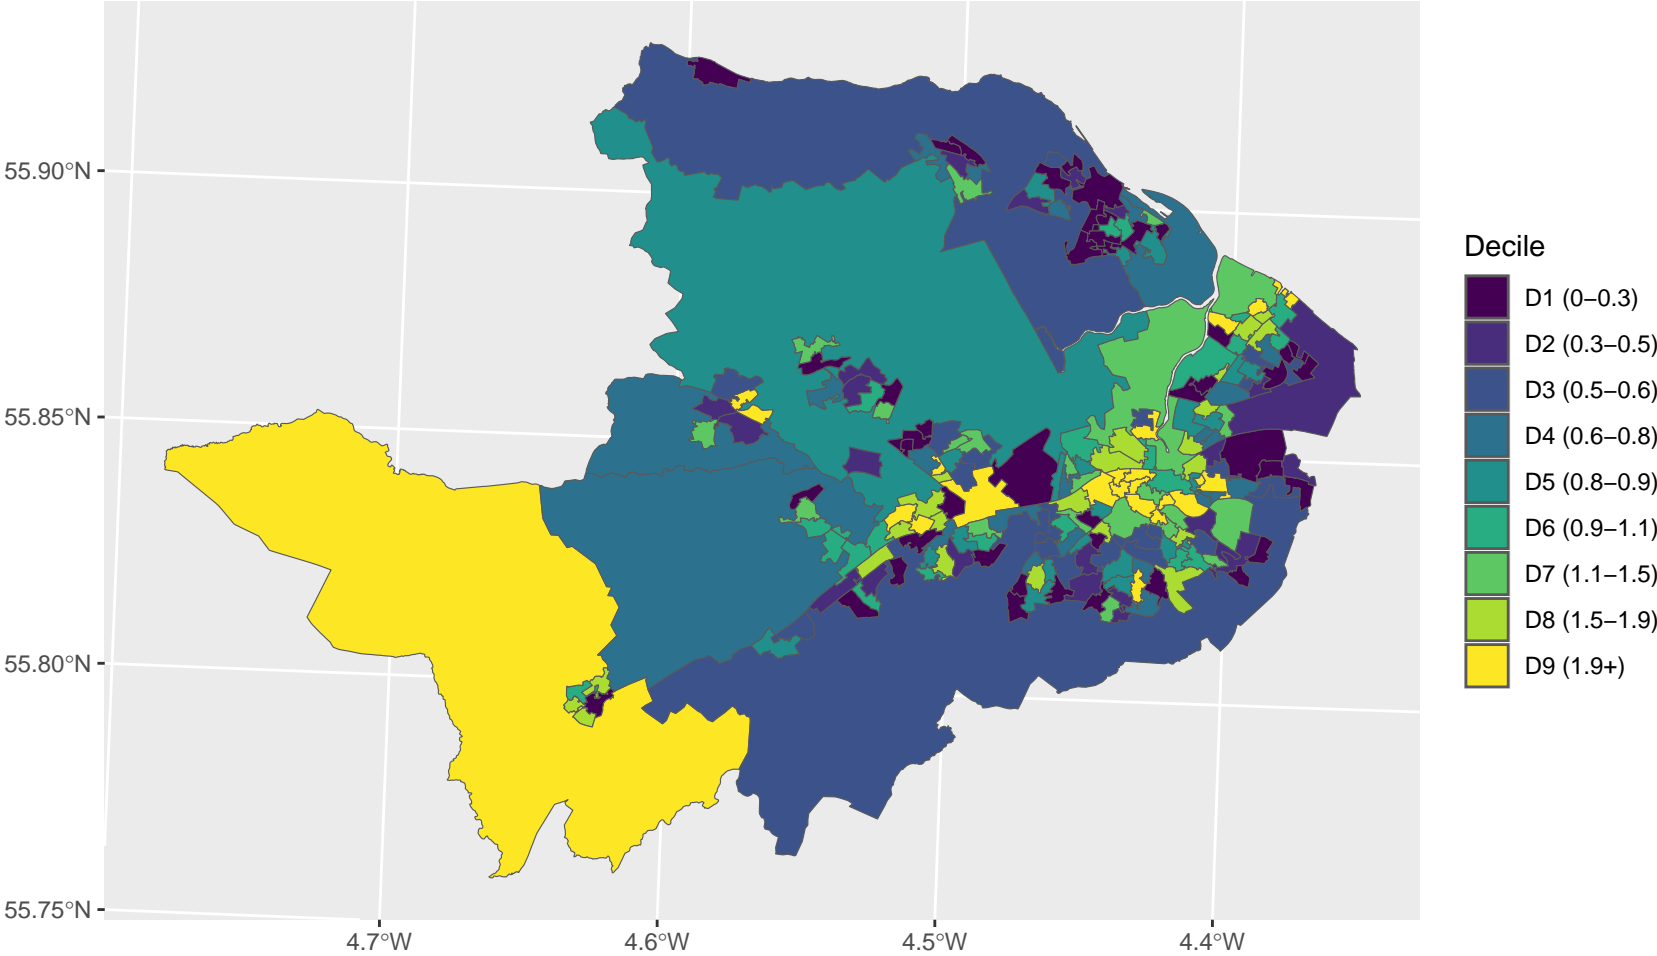 55.90°N
55.85°N
55.80°N
55.75°N
4.7°W
4.6°W
4.5°W
4.4°W
Decile
D1 (0−0.3)
D2 (0.3−0.5)
D3 (0.5−0.6)
D4 (0.6−0.8)
D5 (0.8−0.9)
D6 (0.9−1.1)
D7 (1.1−1.5)
D8 (1.5−1.9)
D9 (1.9+)